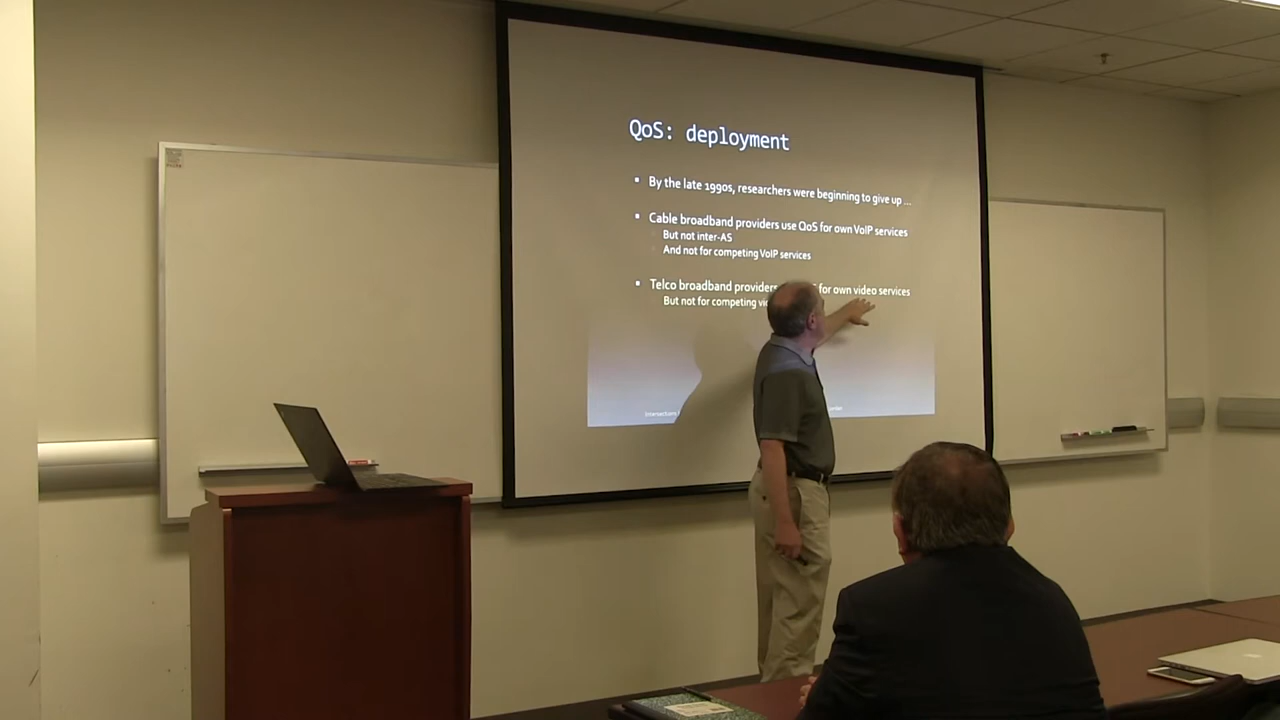 QoS: deployment
By the late 1990s, researchers were beginning to give up ...
Cable broadband providers use QoS for own VoIP services
But not inter-AS
And not for competing VoIP services
Telco broadband providers for own video services
But not for competing
Intersections